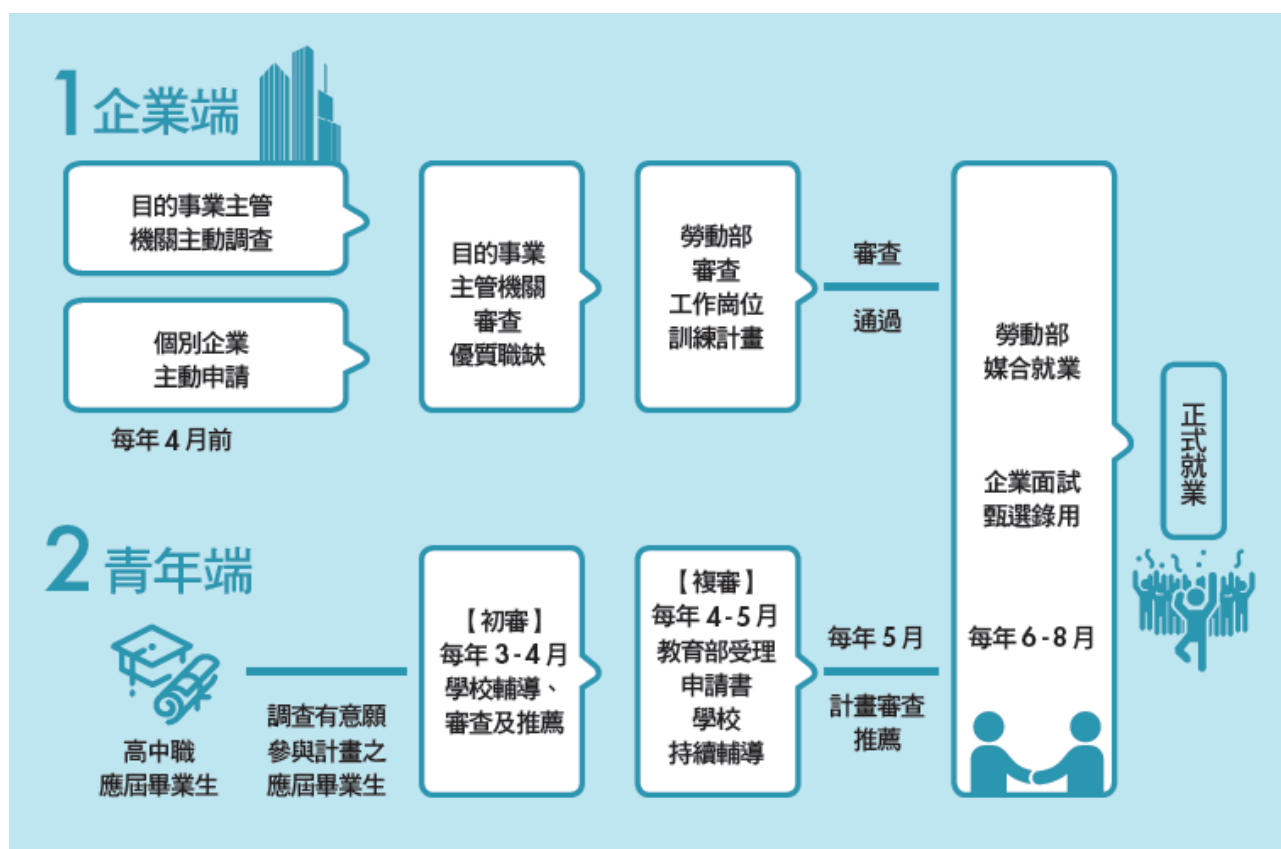 1 企業端
目的事業主管
機關主動調查
個別企業
主動申請
每年 4 月前
目的事業
主管機關
審查
優質職缺
勞動部
審查
工作崗位
訓練計畫
審查
通過
2 青年端
高中職
應屆畢業生
調查有意願
參與計畫之
應屆畢業生
【初審】
每年 3-4 月
學校輔導、
審查及推薦
【複審】
每年 4-5 月
教育部受理
申請書
學校
持續輔導
每年 5 月
計畫審查
推薦
勞動部
媒合就業
企業面試
甄選錄用
每年 6-8 月
正式就業